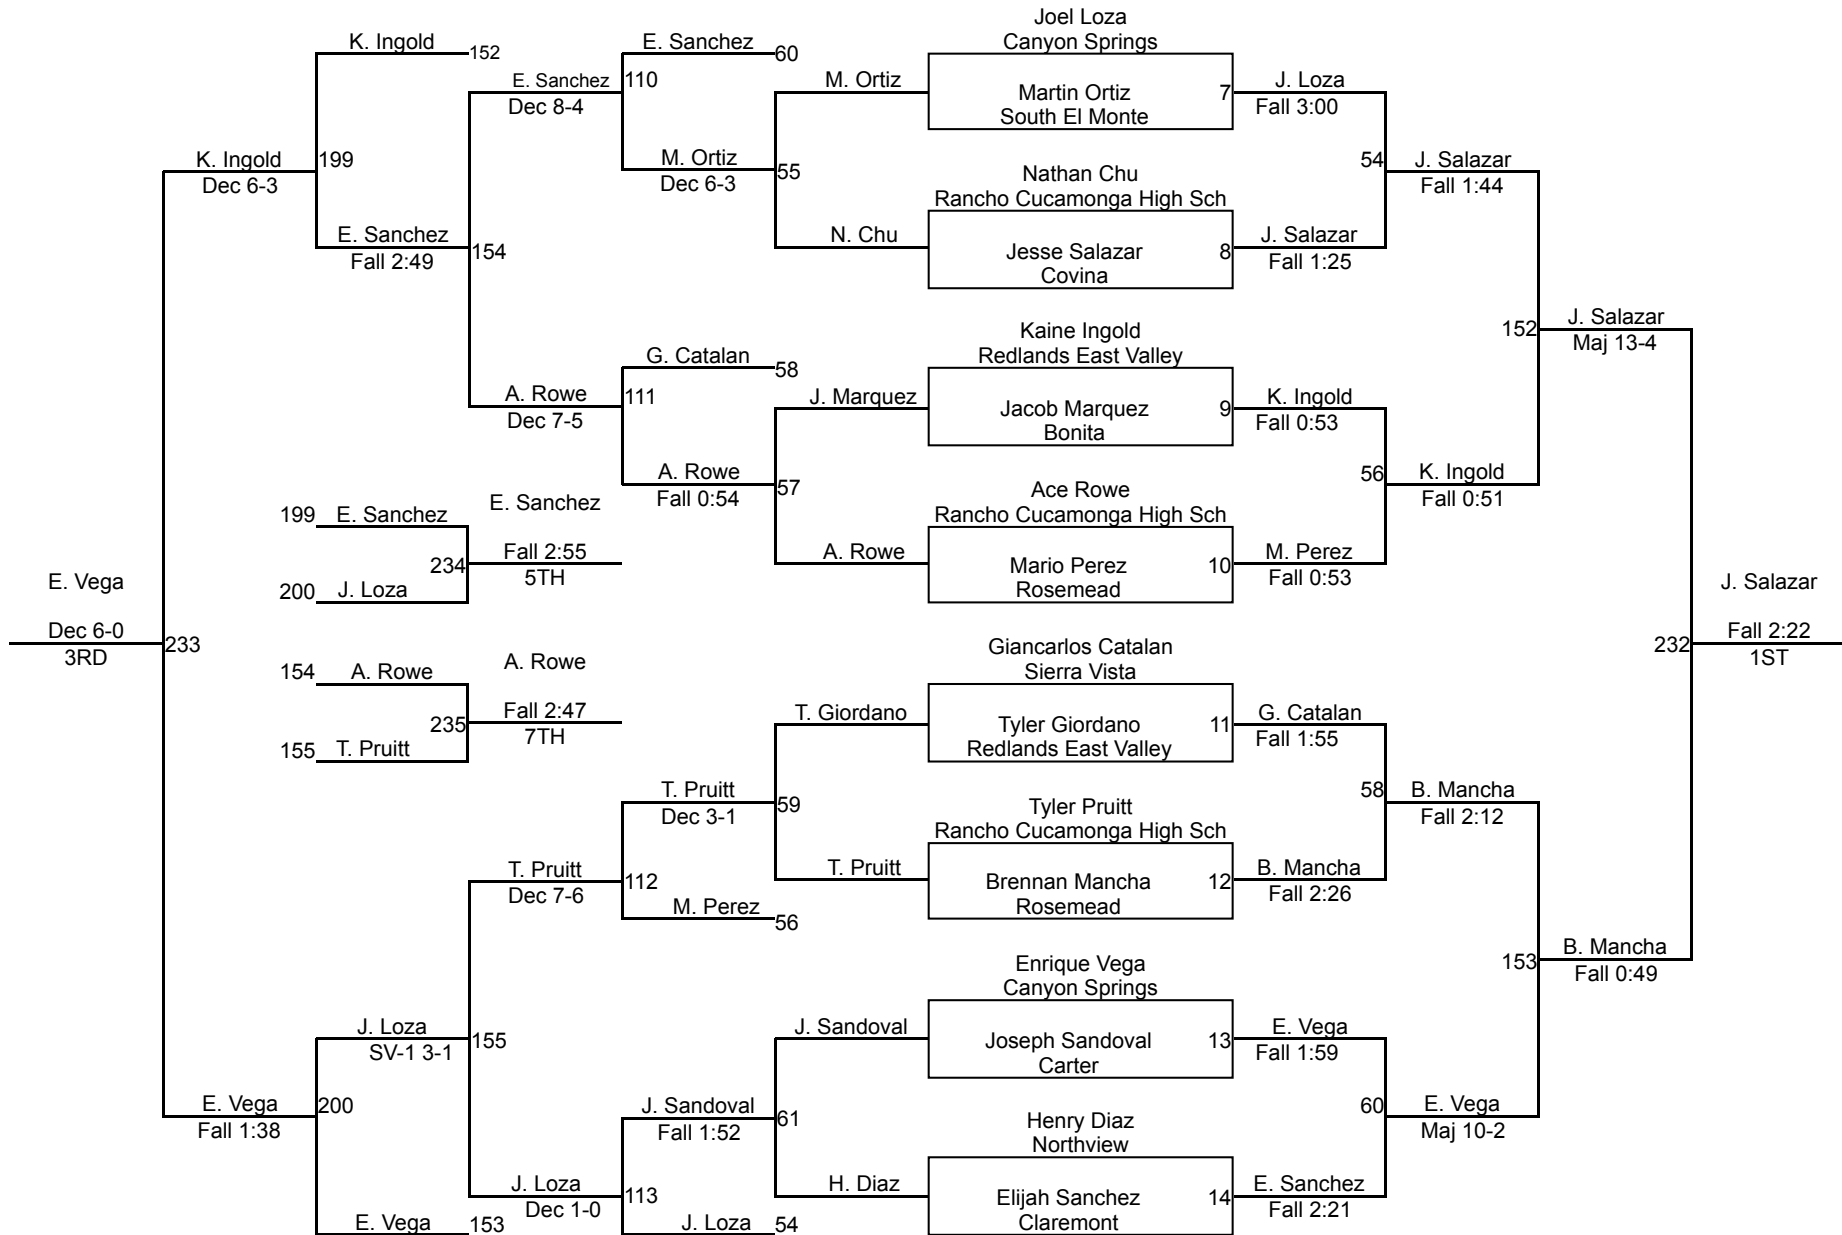 Joel Loza
Canyon Springs
K. Ingold
152
E. Sanchez
60
E. Sanchez
110
Dec 8-4
M. Ortiz
Martin Ortiz
South El Monte
7
J. Loza
Fall 3:00
K. Ingold
199
Dec 6-3
M. Ortiz
55
Dec 6-3
Nathan Chu
Rancho Cucamonga High Sch
54
J. Salazar
Fall 1:44
E. Sanchez
154
Fall 2:49
N. Chu
Jesse Salazar
Covina
8
J. Salazar
Fall 1:25
Kaine Ingold
Redlands East Valley
152
J. Salazar
Maj 13-4
G. Catalan
58
A. Rowe
111
Dec 7-5
J. Marquez
Jacob Marquez
Bonita
9
K. Ingold
Fall 0:53
A. Rowe
57
Fall 0:54
Ace Rowe
Rancho Cucamonga High Sch
56
K. Ingold
Fall 0:51
199
E. Sanchez
E. Sanchez
234
Fall 2:55
5TH
200
J. Loza
A. Rowe
Mario Perez
Rosemead
10
M. Perez
Fall 0:53
E. Vega
Dec 6-0
3RD
233
J. Salazar
232
Fall 2:22
1ST
154
A. Rowe
A. Rowe
235
Fall 2:47
7TH
155
T. Pruitt
Giancarlos Catalan
Sierra Vista
T. Giordano
Tyler Giordano
Redlands East Valley
11
G. Catalan
Fall 1:55
T. Pruitt
59
Dec 3-1
Tyler Pruitt
Rancho Cucamonga High Sch
58
B. Mancha
Fall 2:12
T. Pruitt
112
Dec 7-6
T. Pruitt
Brennan Mancha
Rosemead
12
B. Mancha
Fall 2:26
M. Perez
56
Enrique Vega
Canyon Springs
153
B. Mancha
Fall 0:49
J. Loza
155
SV-1 3-1
J. Sandoval
Joseph Sandoval
Carter
13
E. Vega
Fall 1:59
E. Vega
200
Fall 1:38
J. Sandoval
61
Fall 1:52
Henry Diaz
Northview
60
E. Vega
Maj 10-2
J. Loza
113
Dec 1-0
H. Diaz
Elijah Sanchez
Claremont
14
E. Sanchez
Fall 2:21
E. Vega
153
J. Loza
54